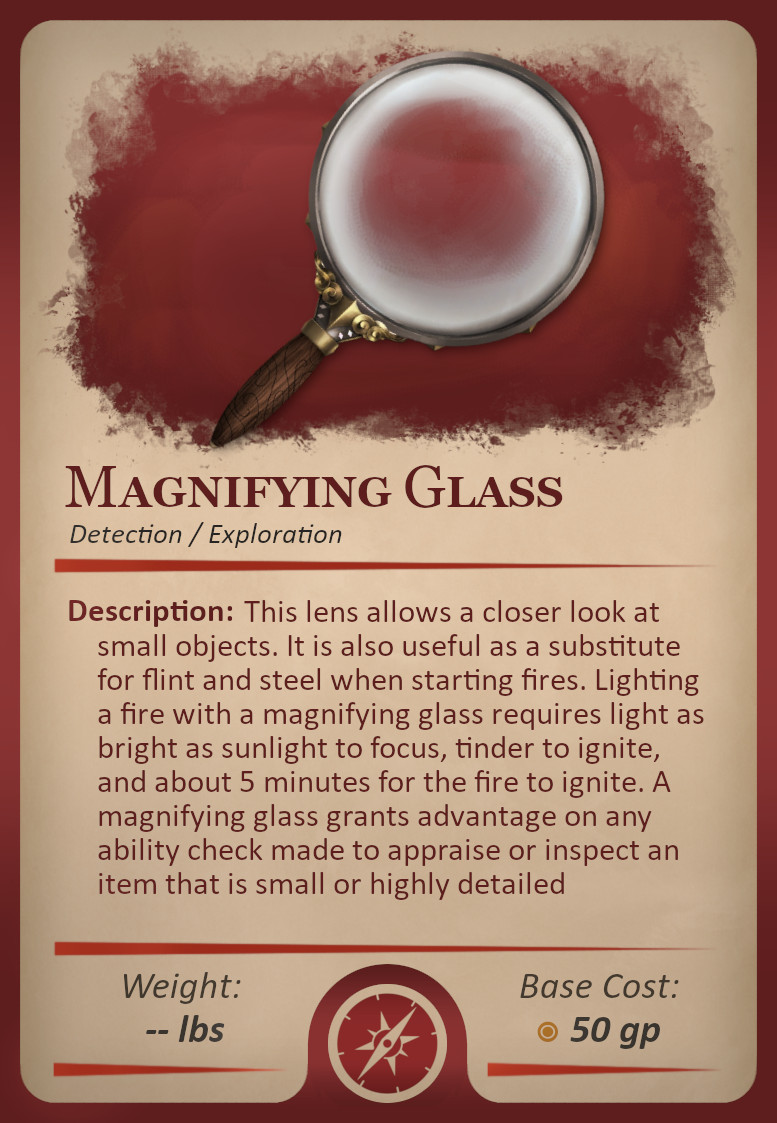 Magnifying Glass
Detection / Exploration
Description: This lens allows a closer look at
small objects. It is also useful as a substitute
for flint and steel when starting fires. Lighting
a fire with a magnifying glass requires light as
bright as sunlight to focus, tinder to ignite,
and about 5 minutes for the fire to ignite. A
magnifying glass grants advantage on any
ability check made to appraise or inspect an
item that is small or highly detailed
Weight:
-- lbs
Base Cost:
50 gp